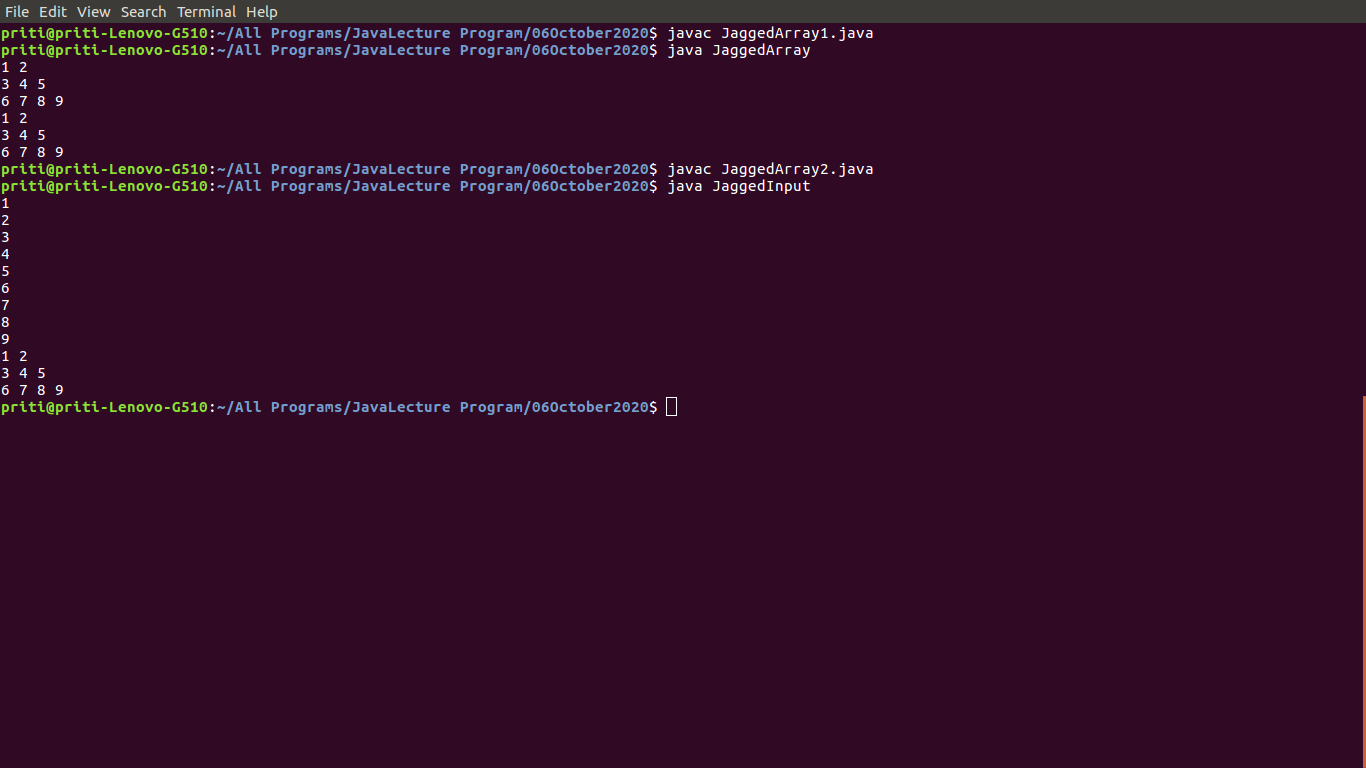 File Edit View Search Terminal Help
priti@priti-Lenovo-G510:~/All Programs/JavaLecture Program/06October2020$ javac JaggedArray1.java
priti@priti-Lenovo-G510:~/All Programs/JavaLecture Program/06October2020$ java JaggedArray
1 2
3 4 5
6 7 8 9
1 2
3 4 5
6 7 8 9
priti@priti-Lenovo-G510:~/All Programs/JavaLecture Program/06October2020$ javac JaggedArray2.java
priti@priti-Lenovo-G510:~/All Programs/JavaLecture Program/06October2020$ java JaggedInput
1
2
3
4
5
6
7
8
9
1 2
3 4 5
6 7 8 9
priti@priti-Lenovo-G510:~/All Programs/JavaLecture Program/06October2020$